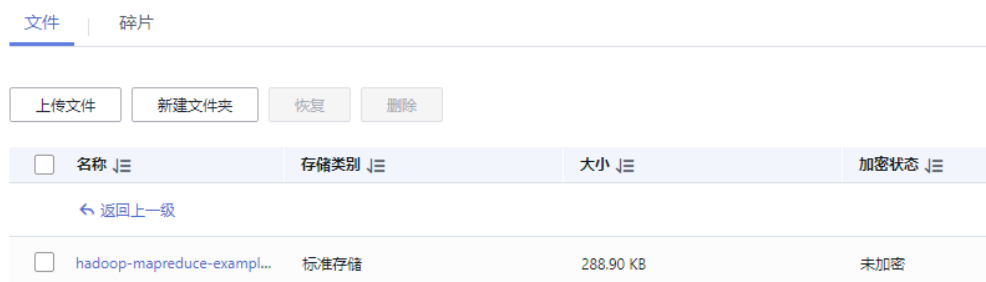 文件 碎片
上传文件 新建文件夹 恢复 删除
名称 存储类别 大小 加密状态
返回上一级
hadoop-mapreduce-exampl... 标准存储 288.90 KB 未加密